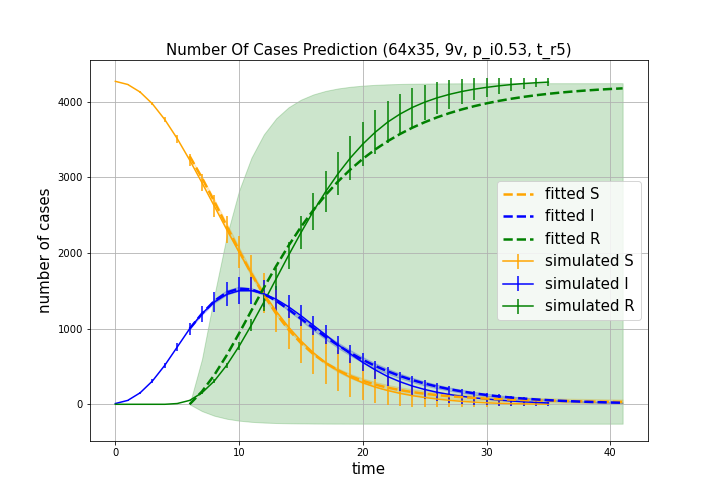 Number Of Cases Prediction (64x35, 9v, p_i0.53, t_r5)
number of cases
4000
3000
2000
1000
0
fitted S
fitted I
fitted R
simulated S
simulated I
simulated R
0 10 20 30 40
time